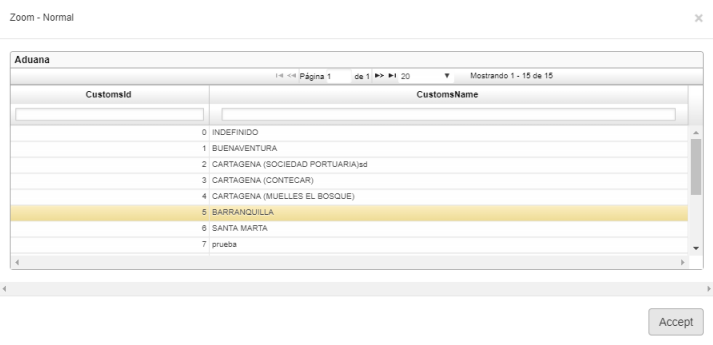 Zoom - Normal
Aduana
Página 1 de 1 20 Mostrando 1 - 15 de 15
CustomsId CustomsName
0 INDEFINIDO
1 BUENAVENTURA
2 CARTAGENA (SOCIEDAD PORTUARIA)sd
3 CARTAGENA (CONTECAR)
4 CARTAGENA (MUELLES EL BOSQUE)
5 BARRANQUILLA
6 SANTA MARTA
7 prueba
Accept